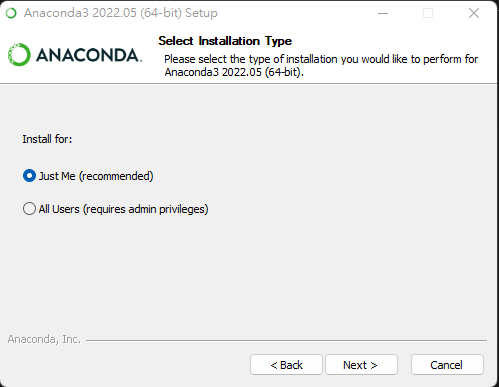 Anaconda3 2022.05 (64-bit) Setup
ANACONDA.
Select Installation Type
Please select the type of installation you would like to perform for
Anaconda3 2022.05 (64-bit).
Install for:
Just Me (recommended)
All Users (requires admin privileges)
Anaconda, Inc.
< Back
Next >
Cancel